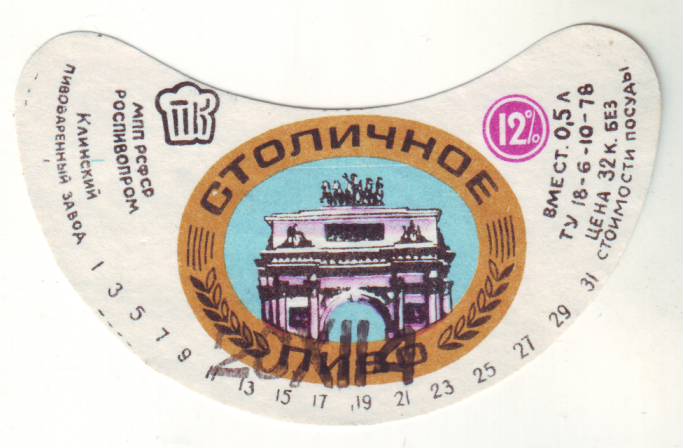 МПП РСФСР
РОСПИВОПРОМ
Клинский
пивоваренный завод
ПКЗ
СТОЛИЧНОЕ
ПИВО
12%
ВМЕСТ. 0,5 Л
ТУ 18-6-10-78
ЦЕНА 32 К. БЕЗ
СТОИМОСТИ ПОСУДЫ
1 3 5 7 9 11 13 15 17 19 21 23 25 27 29 31